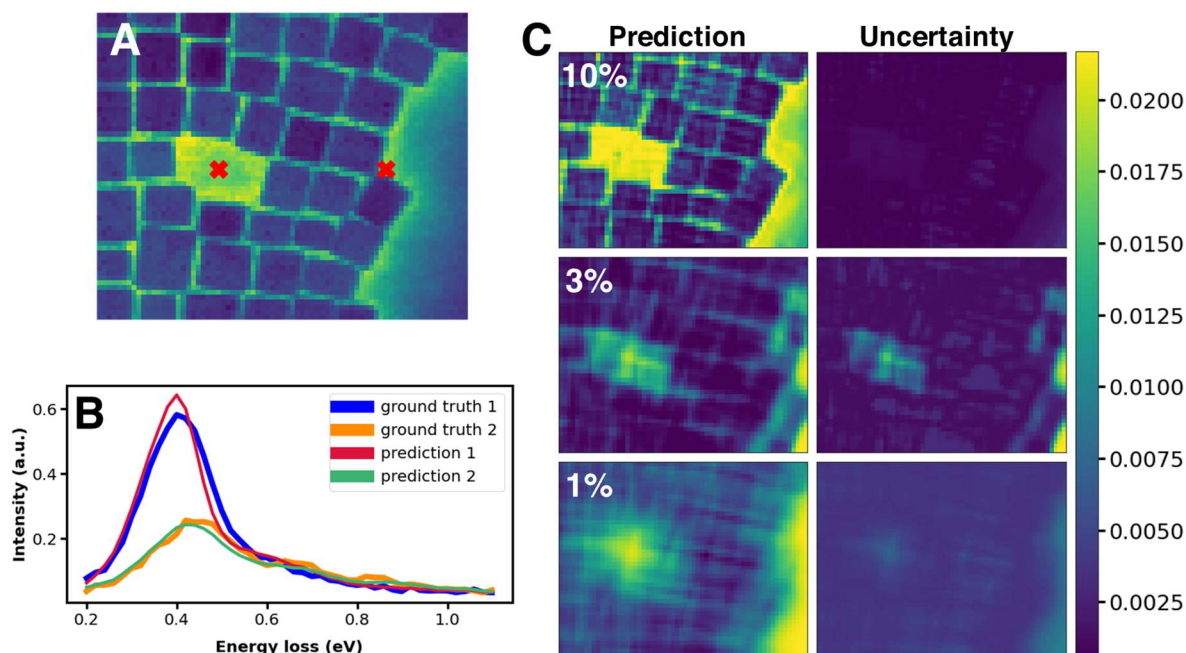 A
B
0.6
0.4
0.2
Intensity (a.u.)
ground truth 1
ground truth 2
prediction 1
prediction 2
0.2 0.4 0.6 0.8 1.0
Energy loss (eV)
C
Prediction Uncertainty
10%
3%
1%
0.0200
0.0175
0.0150
0.0125
0.0100
0.0075
0.0050
0.0025